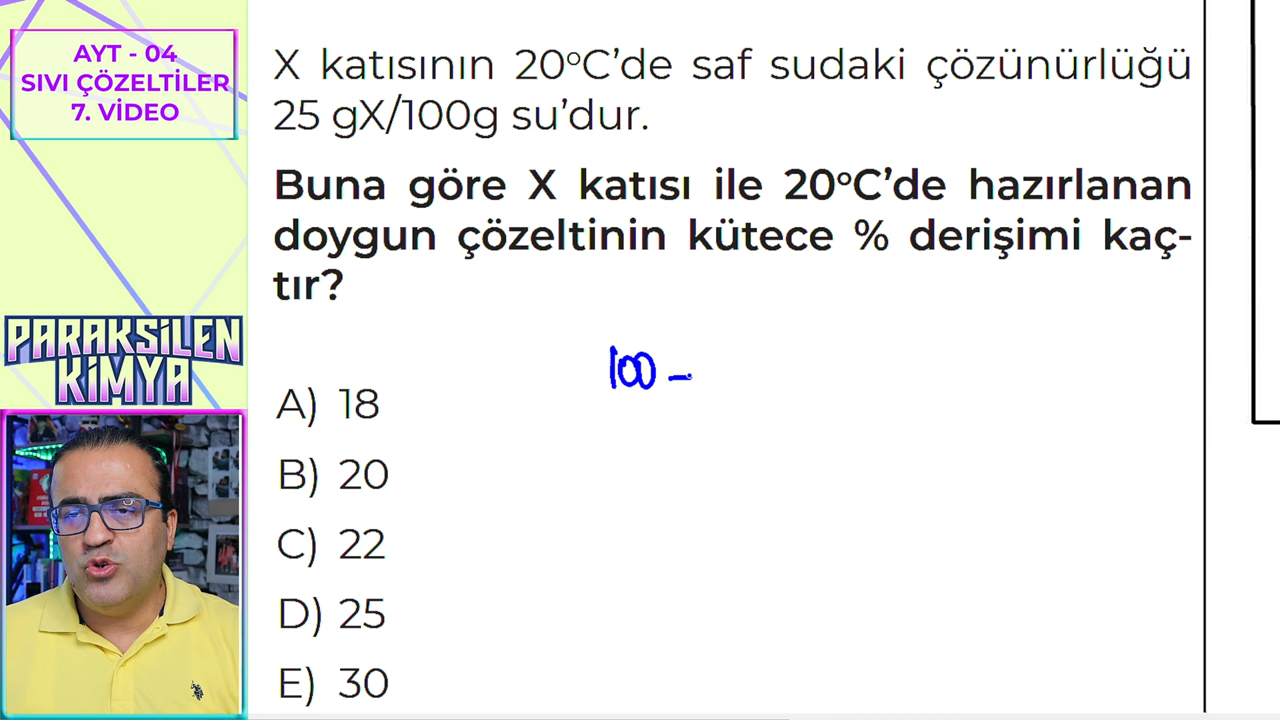 AYT - 04
SIVI ÇÖZELTİLER
7. VİDEO
PARAKSİLEN
KİMYA
X katısının 20°C'de saf sudaki çözünürlüğü
25 gX/100g su'dur.
Buna göre X katısı ile 20°C'de hazırlanan
doygun çözeltinin kütece % derişimi kaç-
tır?
100 -
A) 18
B) 20
C) 22
D) 25
E) 30